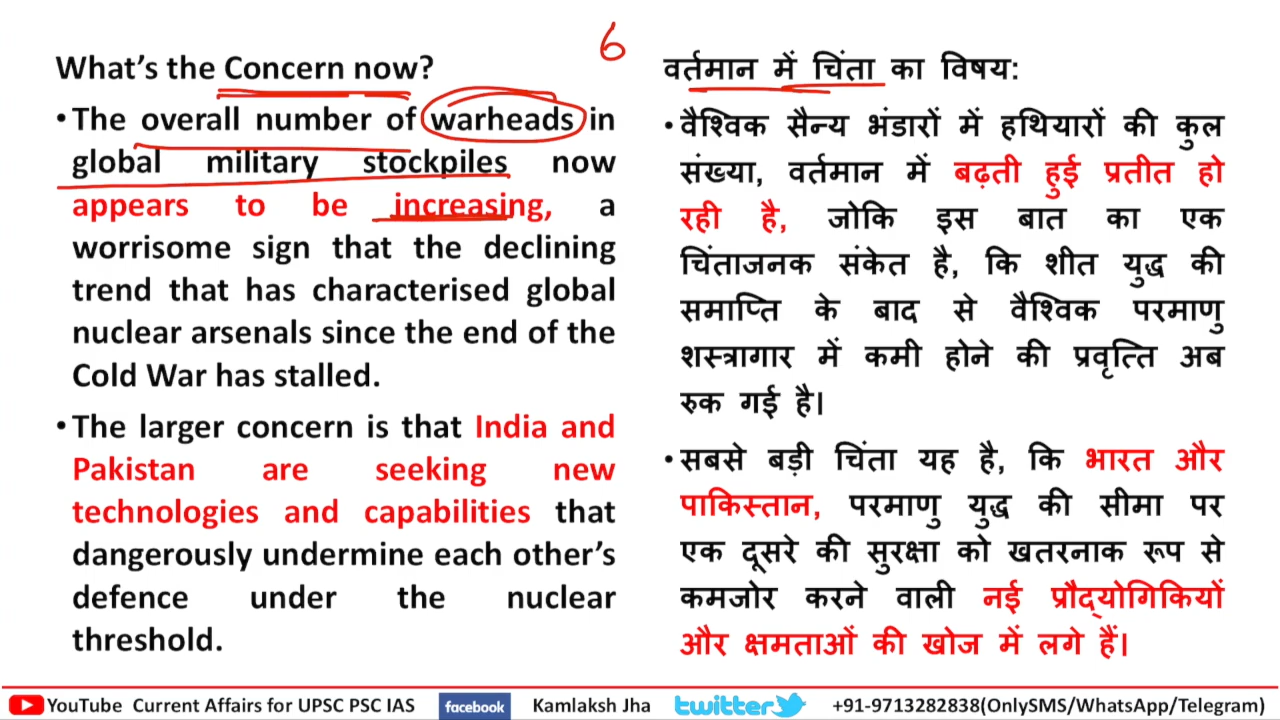 6
What's the Concern now?
•The overall number of warheads in
global military stockpiles now
appears to be increasing, a
worrisome sign that the declining
trend that has characterised global
nuclear arsenals since the end of the
Cold War has stalled.
•The larger concern is that India and
Pakistan are seeking new
technologies and capabilities that
dangerously undermine each other's
defence under the nuclear
threshold.
वर्तमान में चिंता का विषय:
•वैश्विक सैन्य भंडारों में हथियारों की कुल
संख्या, वर्तमान में बढ़ती हुई प्रतीत हो
रही है, जोकि इस बात का एक
चिंताजनक संकेत है, कि शीत युद्ध की
समाप्ति के बाद से वैश्विक परमाणु
शस्त्रागार में कमी होने की प्रवृत्ति अब
रुक गई है।
•सबसे बड़ी चिंता यह है, कि भारत और
पाकिस्तान, परमाणु युद्ध की सीमा पर
एक दूसरे की सुरक्षा को खतरनाक रूप से
कमजोर करने वाली नई प्रौद्योगिकियों
और क्षमताओं की खोज में लगे हैं।
YouTube Current Affairs for UPSC PSC IAS facebook Kamlaksh Jha twitter +91-9713282838(OnlySMS/WhatsApp/Telegram)